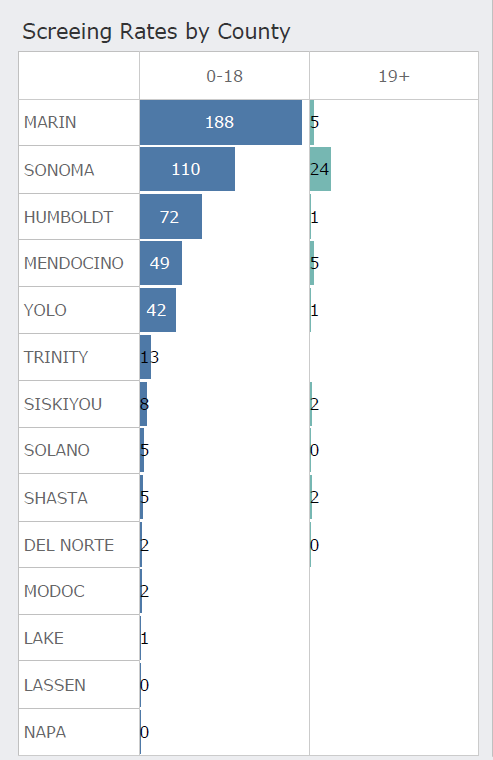 Screeing Rates by County
0-18 19+
MARIN 188 5
SONOMA 110 24
HUMBOLDT 72 1
MENDOCINO 49 5
YOLO 42 1
TRINITY 13
SISKIYOU 8 2
SOLANO 5 0
SHASTA 5 2
DEL NORTE 2 0
MODOC 2
LAKE 1
LASSEN 0
NAPA 0